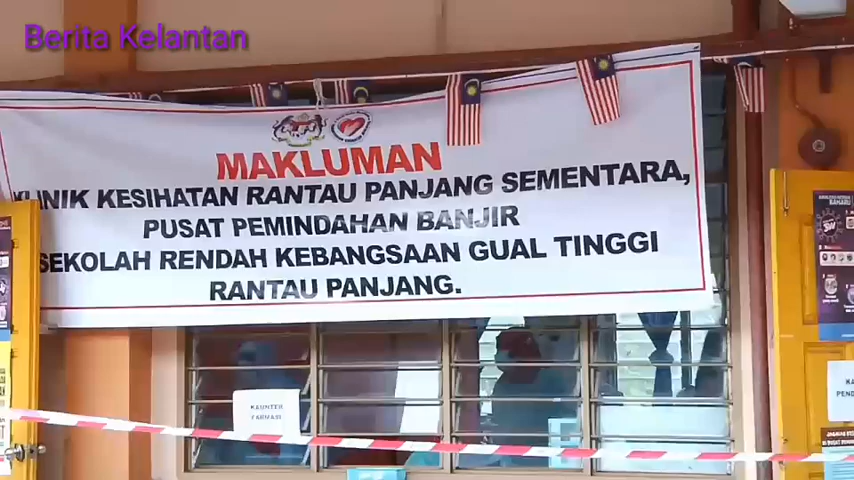 Berita Kelantan
MAKLUMAN
KLINIK KESIHATAN RANTAU PANJANG SEMENTARA,
PUSAT PEMINDAHAN BANJIR
SEKOLAH RENDAH KEBANGSAAN GUAL TINGGI
RANTAU PANJANG.
KAUNTER
FARMASI